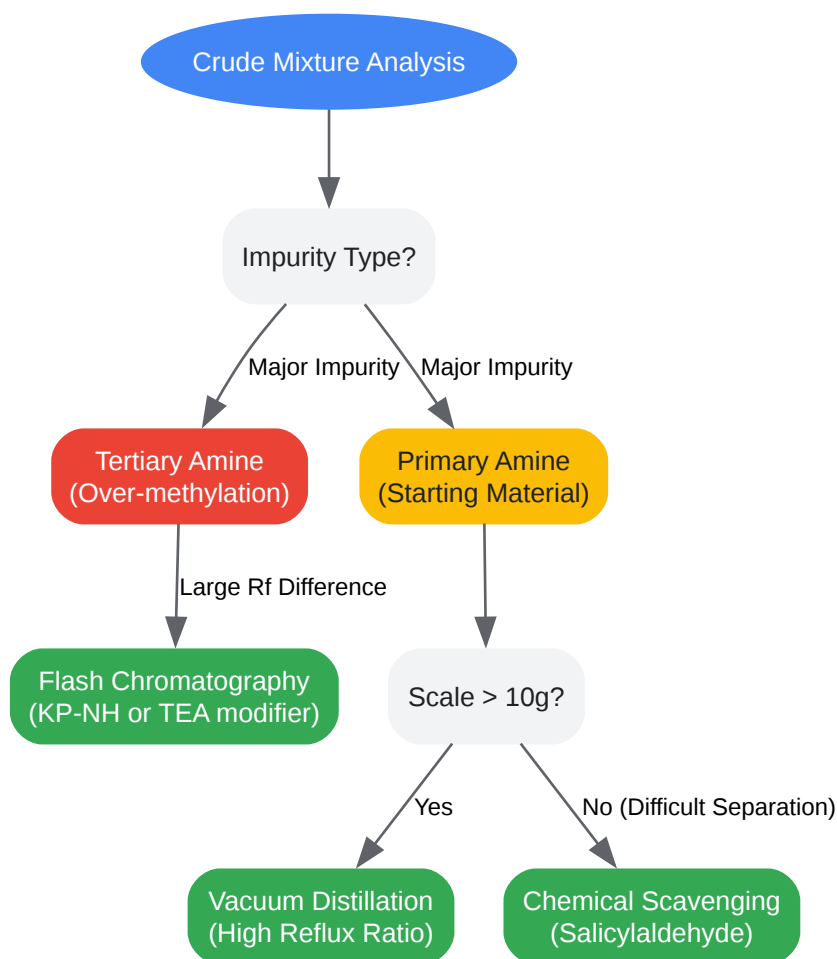 Crude Mixture Analysis
Impurity Type?
Major Impurity
Major Impurity
Tertiary Amine
(Over-methylation)
Primary Amine
(Starting Material)
Large Rf Difference
Flash Chromatography
(KP-NH or TEA modifier)
Scale > 10g?
Yes
No (Difficult Separation)
Vacuum Distillation
(High Reflux Ratio)
Chemical Scavenging
(Salicylaldehyde)